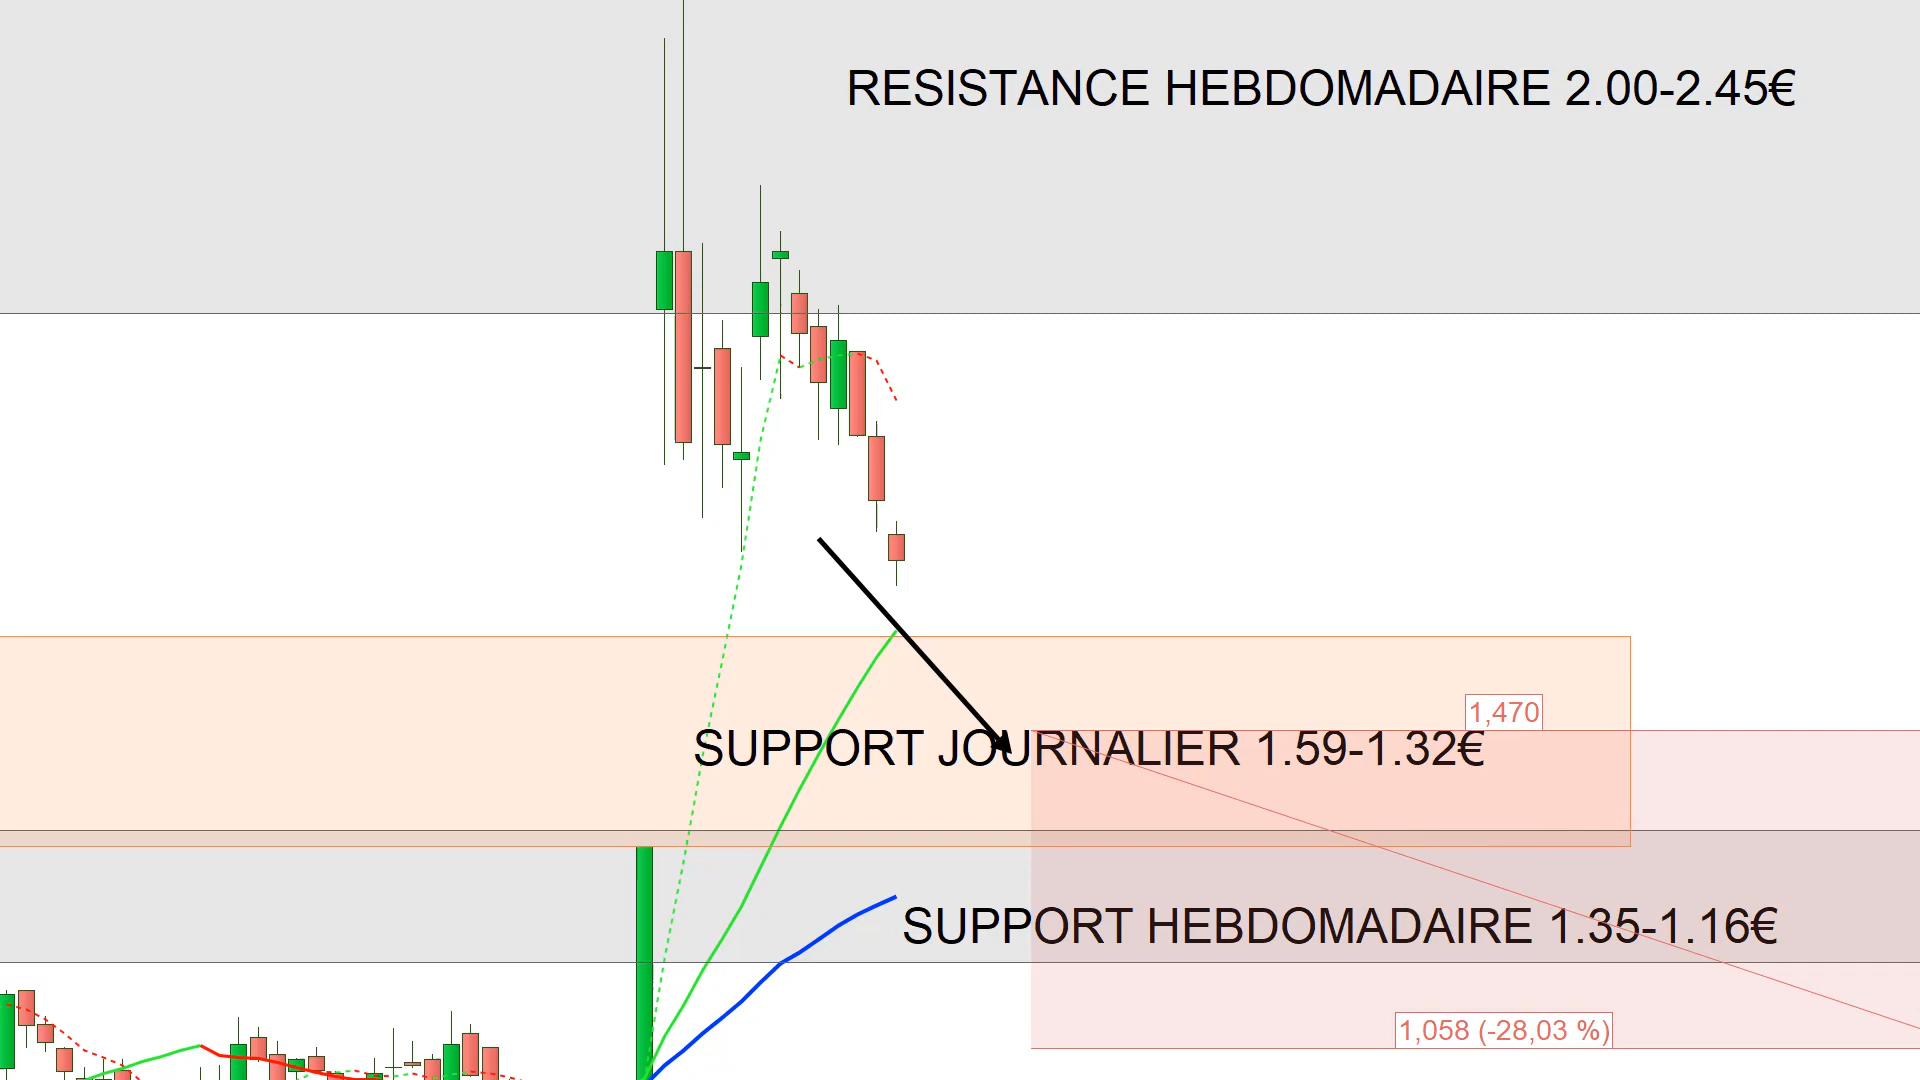 RESISTANCE HEBDOMADAIRE 2.00-2.45€
1,470
SUPPORT JOURNALIER 1.59-1.32€
SUPPORT HEBDOMADAIRE 1.35-1.16€
1,058 (-28,03 %)